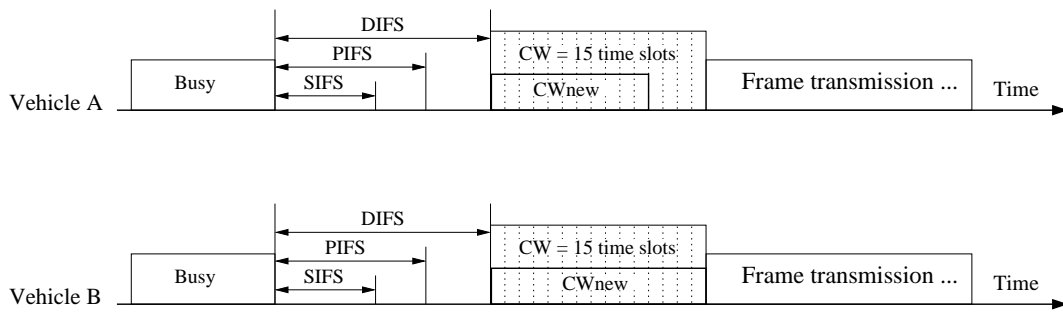 DIFS
PIFS
SIFS
CW = 15 time slots
CWnew
Busy
Frame transmission ...
Time
Vehicle A
DIFS
PIFS
SIFS
CW = 15 time slots
CWnew
Busy
Frame transmission ...
Time
Vehicle B